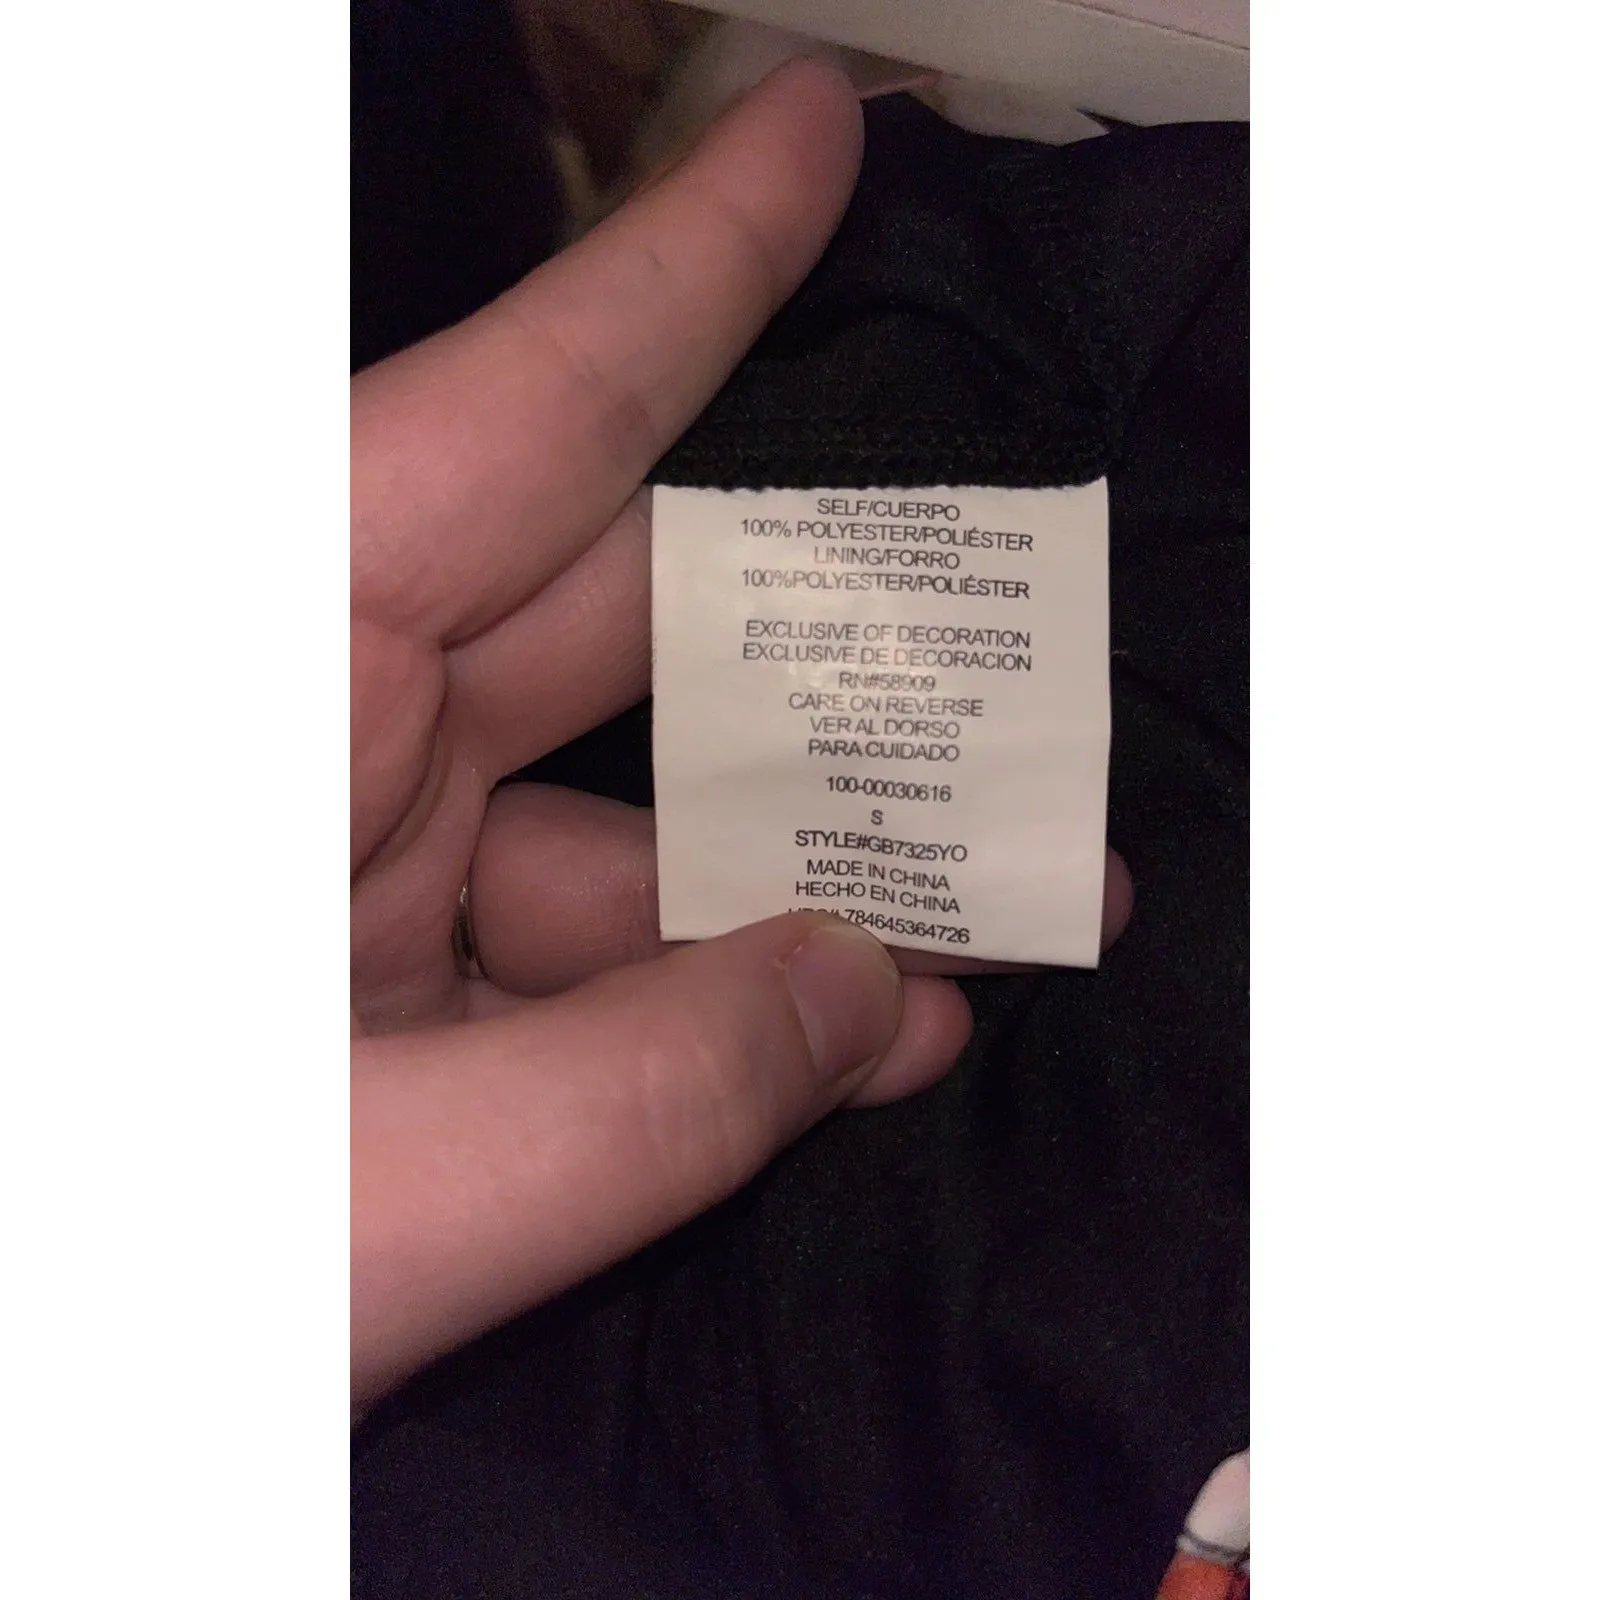 SELF/CUERPO
100% POLYESTER/POLIÉSTER
LINING/FORRO
100%POLYESTER/POLIÉSTER
EXCLUSIVE OF DECORATION
EXCLUSIVE DE DECORACION
RN#58909
CARE ON REVERSE
VER AL DORSO
PARA CUIDADO
100-00030616
S
STYLE#GB7325YO
MADE IN CHINA
HECHO EN CHINA
784645364726